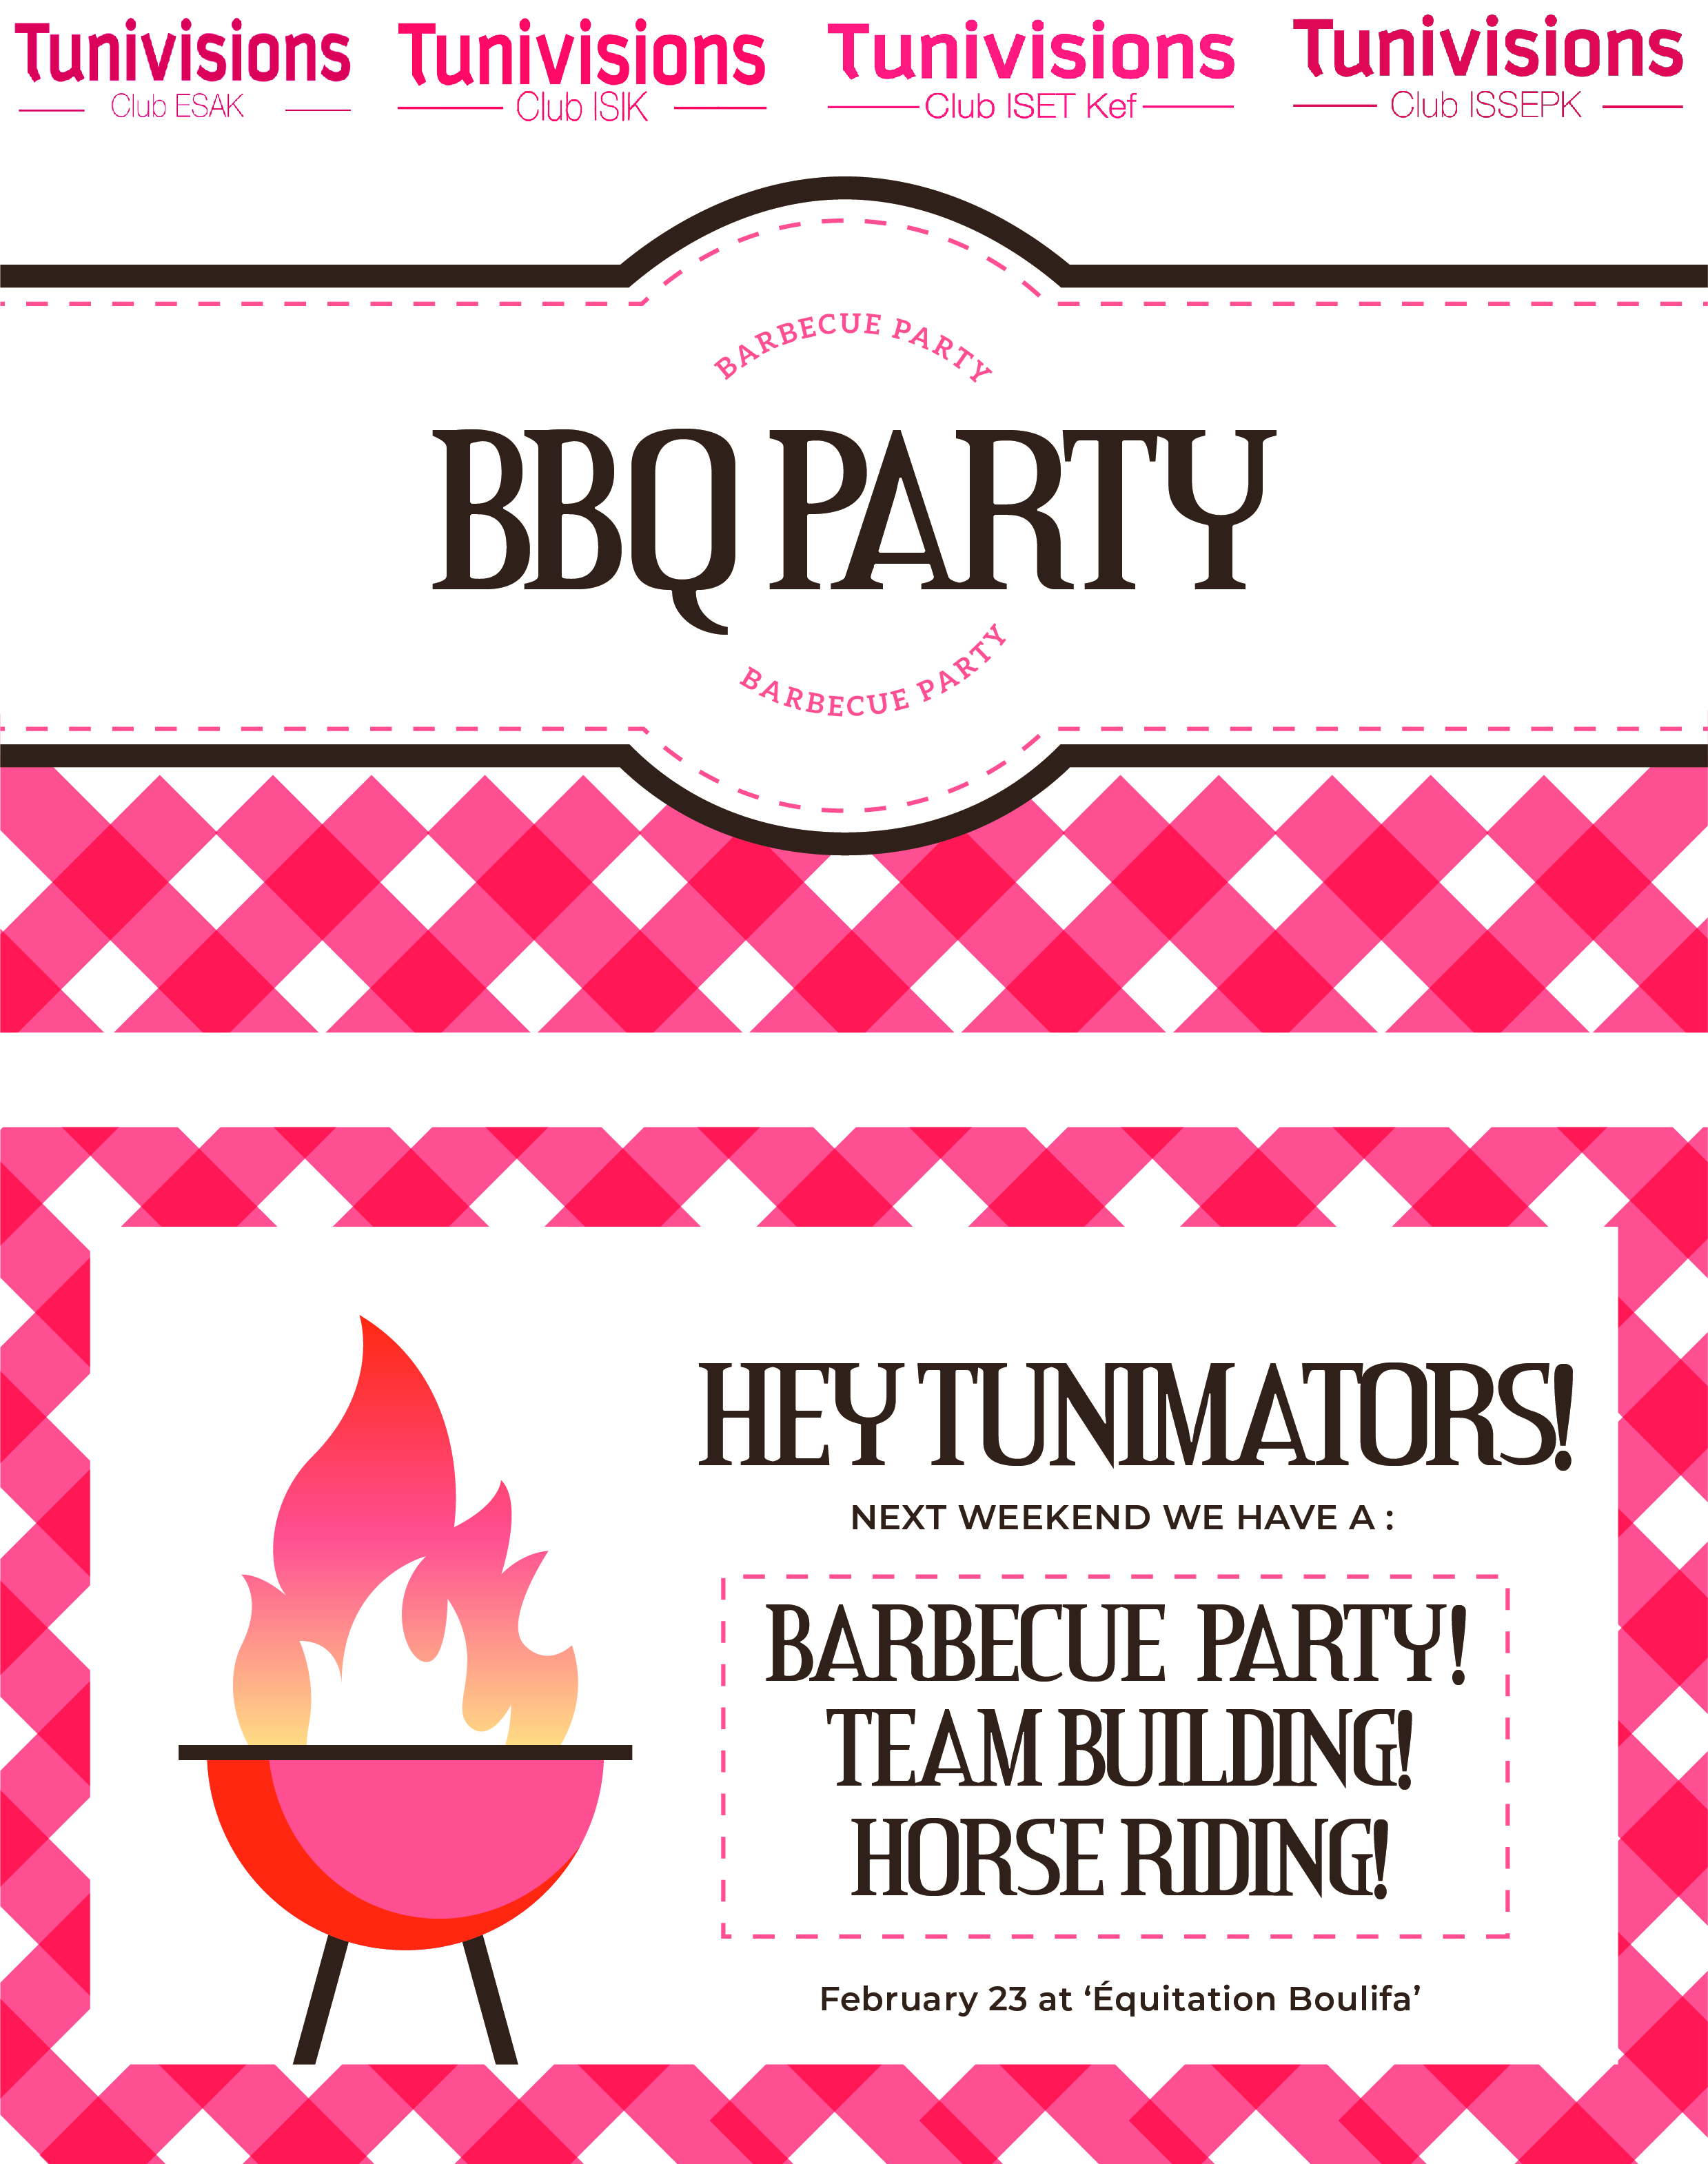 Tunivisions
Club ESAK
Tunivisions
Club ISIK
Tunivisions
Club ISET Kef
Tunivisions
Club ISSEPK
BARBECUE PARTY
BBQ PARTY
BARBECUE PARTY
HEY TUNIMATORS!
NEXT WEEKEND WE HAVE A :
BARBECUE PARTY!
TEAM BUILDING!
HORSE RIDING!
February 23 at ‘Équitation Boulifa’